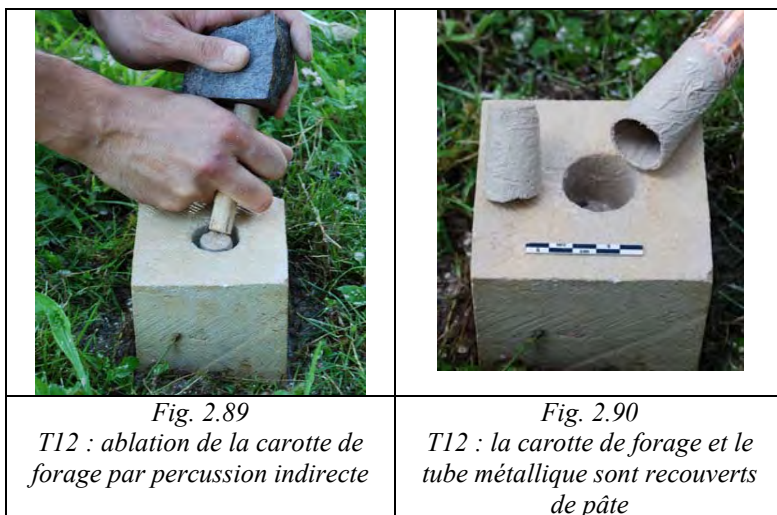 Fig. 2.89
T12 : ablation de la carotte de
forage par percussion indirecte
Fig. 2.90
T12 : la carotte de forage et le
tube métallique sont recouverts
de pâte